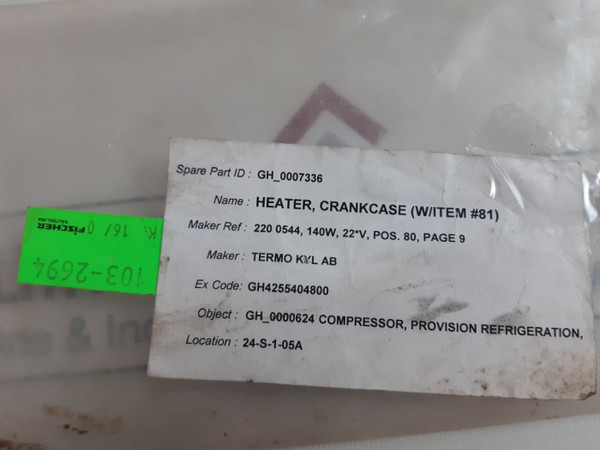 Spare Part ID : GH_0007336
Name : HEATER, CRANKCASE (W/ITEM #81)
Maker Ref : 220 0544, 140W, 22*V, POS. 80, PAGE 9
Maker : TERMO KYL AB
Ex Code: GH4255404800
Object : GH_0000624 COMPRESSOR, PROVISION REFRIGERATION,
Location : 24-S-1-05A
FISCHER
K. 16/0
103-2694